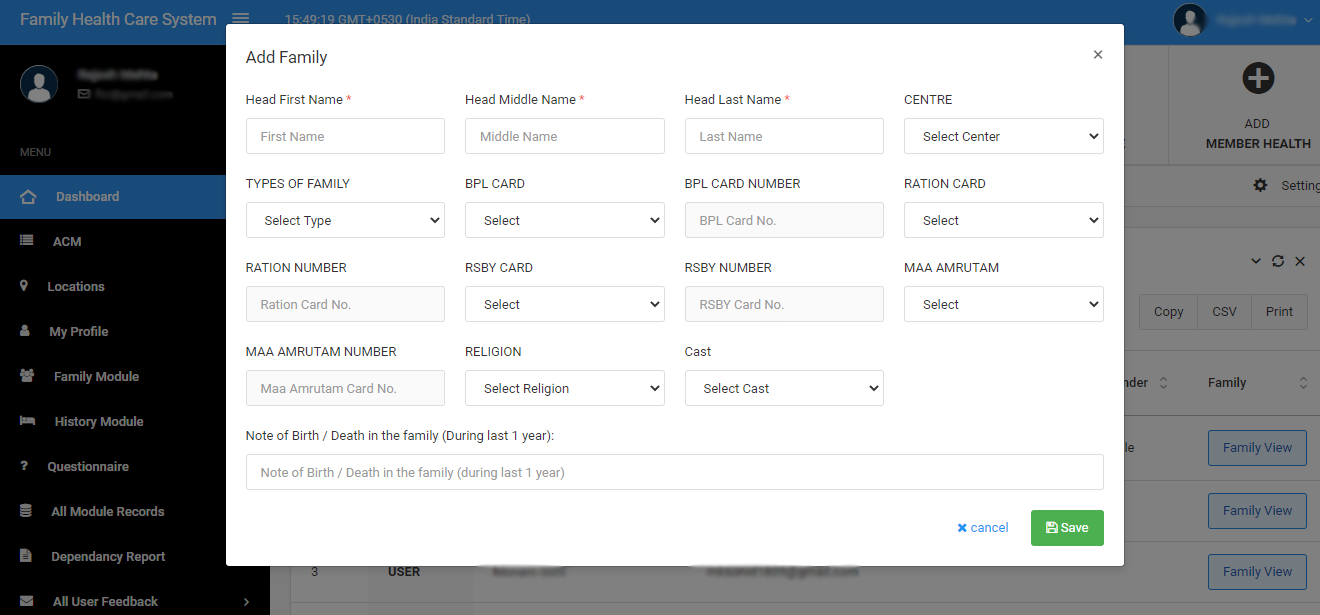 Family Health Care System
15:49:19 GMT+0530 (India Standard Time)
MENU
Dashboard
ACM
Locations
My Profile
Family Module
History Module
Questionnaire
All Module Records
Dependancy Report
All User Feedback
Add Family
×
Head First Name * Head Middle Name * Head Last Name * CENTRE
First Name Middle Name Last Name Select Center
TYPES OF FAMILY BPL CARD BPL CARD NUMBER RATION CARD
Select Type Select BPL Card No. Select
RATION NUMBER RSBY CARD RSBY NUMBER MAA AMRUTAM
Ration Card No. Select RSBY Card No. Select
MAA AMRUTAM NUMBER RELIGION Cast
Maa Amrutam Card No. Select Religion Select Cast
Note of Birth / Death in the family (During last 1 year):
Note of Birth / Death in the family (during last 1 year)
cancel Save
ADD
MEMBER HEALTH
Setting
Copy CSV Print
nder Family
le Family View
Family View
3 USER Family View